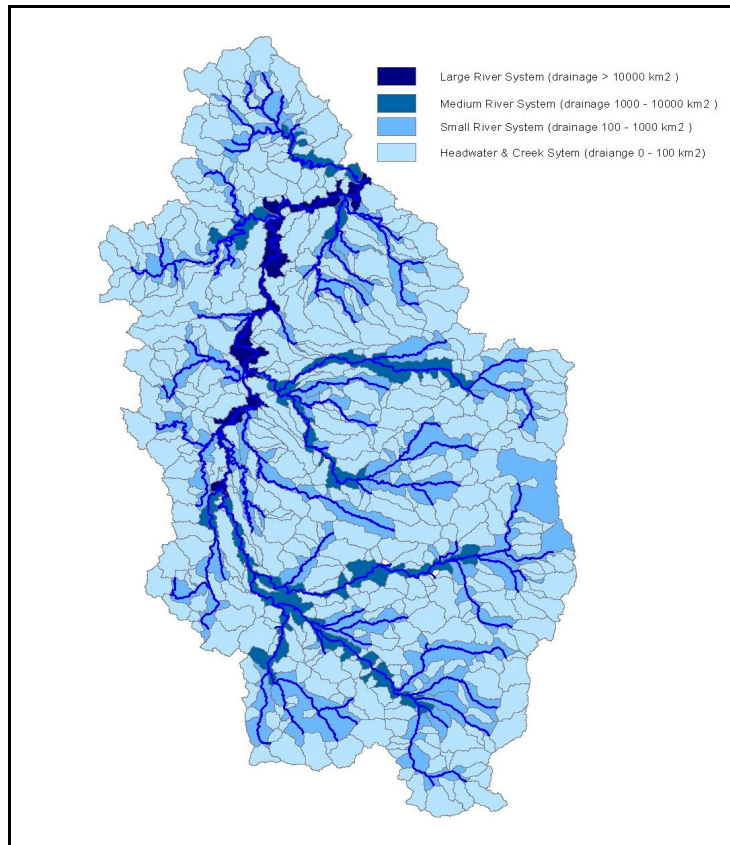 Large River System (drainage > 10000 km2 )
Medium River System (drainage 1000 - 10000 km2 )
Small River System (drainage 100 - 1000 km2 )
Headwater & Creek Sytem (draiange 0 - 100 km2)